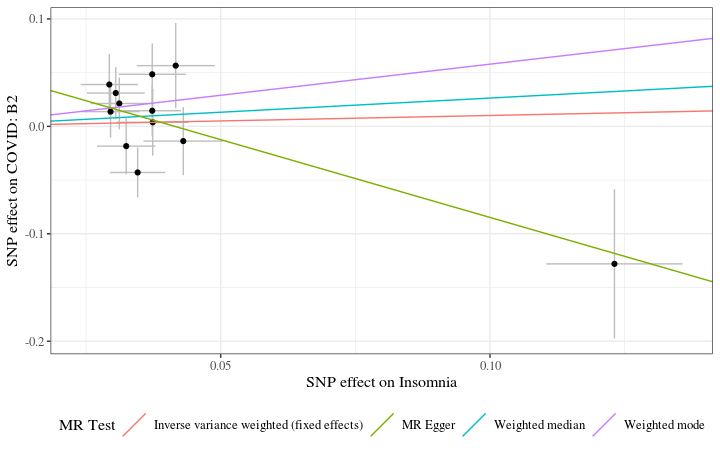 0.1
0.0
-0.1
-0.2
SNP effect on COVID: B2
0.05
0.10
SNP effect on Insomnia
MR Test
Inverse variance weighted (fixed effects)
MR Egger
Weighted median
Weighted mode